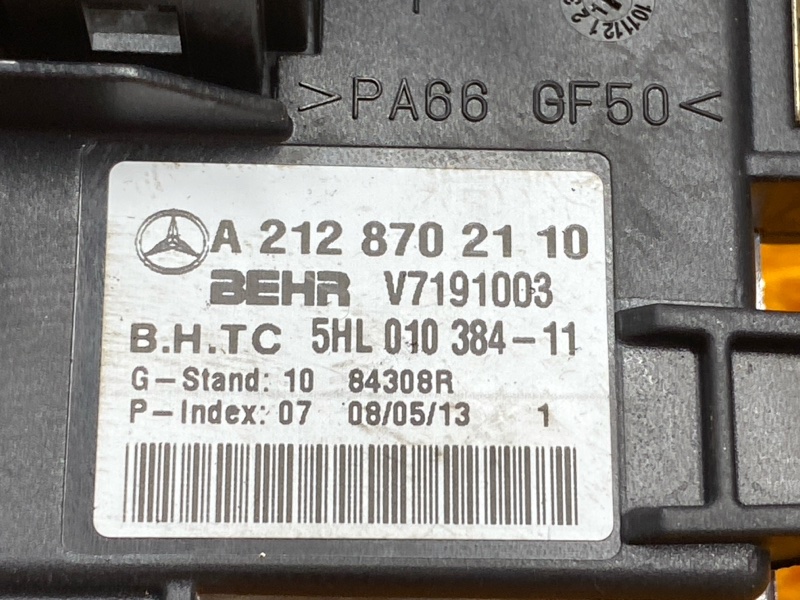 >PA66 GF50<
A 212 870 21 10
BEHR V7191003
B.H.TC 5HL 010 384-11
G-Stand: 10 84308R
P-Index: 07 08/05/13 1